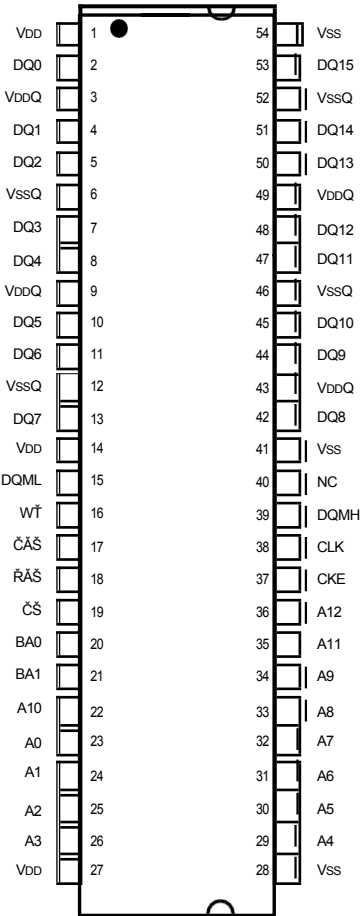 VDD 1 54 VSS
DQ0 2 53 DQ15
VDDQ 3 52 VSSQ
DQ1 4 51 DQ14
DQ2 5 50 DQ13
VSSQ 6 49 VDDQ
DQ3 7 48 DQ12
DQ4 8 47 DQ11
VDDQ 9 46 VSSQ
DQ5 10 45 DQ10
DQ6 11 44 DQ9
VSSQ 12 43 VDDQ
DQ7 13 42 DQ8
VDD 14 41 VSS
DQML 15 40 NC
WŤ 16 39 DQMH
ČĂŠ 17 38 CLK
ŘĂŠ 18 37 CKE
ČŠ 19 36 A12
BA0 20 35 A11
BA1 21 34 A9
A10 22 33 A8
A0 23 32 A7
A1 24 31 A6
A2 25 30 A5
A3 26 29 A4
VDD 27 28 VSS